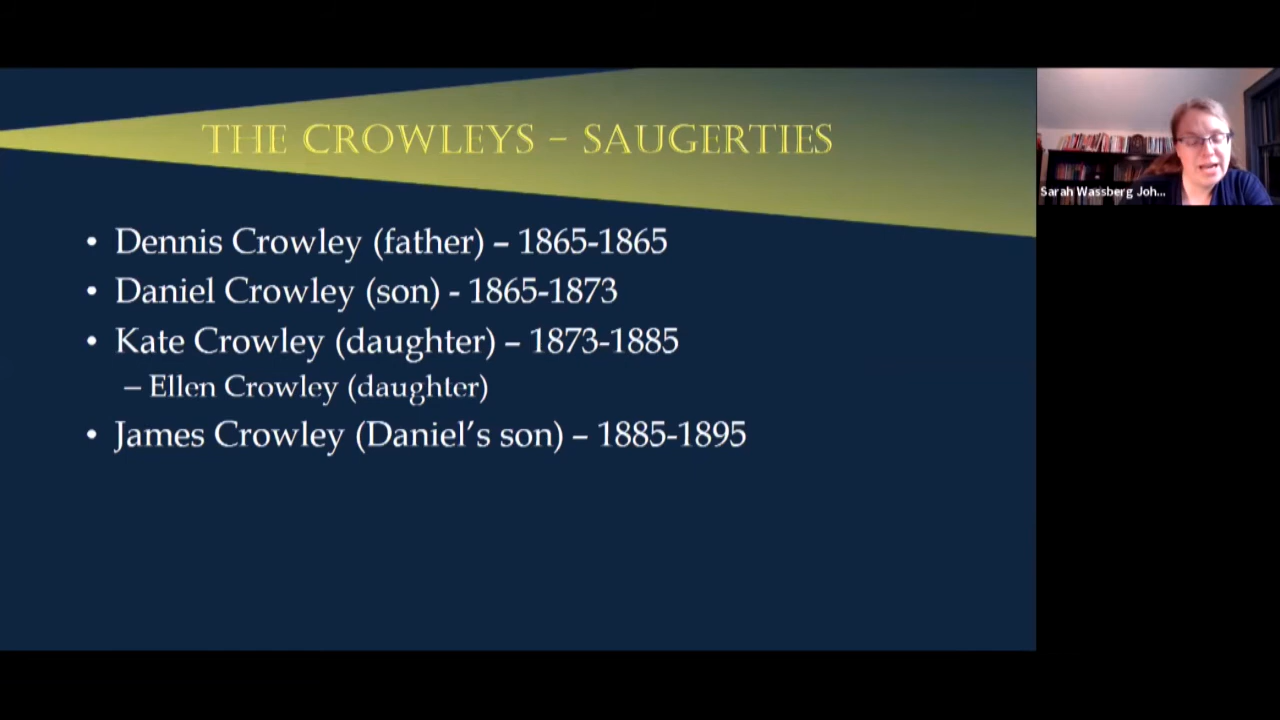 THE CROWLEYS – SAUGERTIES
• Dennis Crowley (father) – 1865-1865
• Daniel Crowley (son) - 1865-1873
• Kate Crowley (daughter) – 1873-1885
– Ellen Crowley (daughter)
• James Crowley (Daniel’s son) – 1885-1895
Sarah Wassberg Joh...